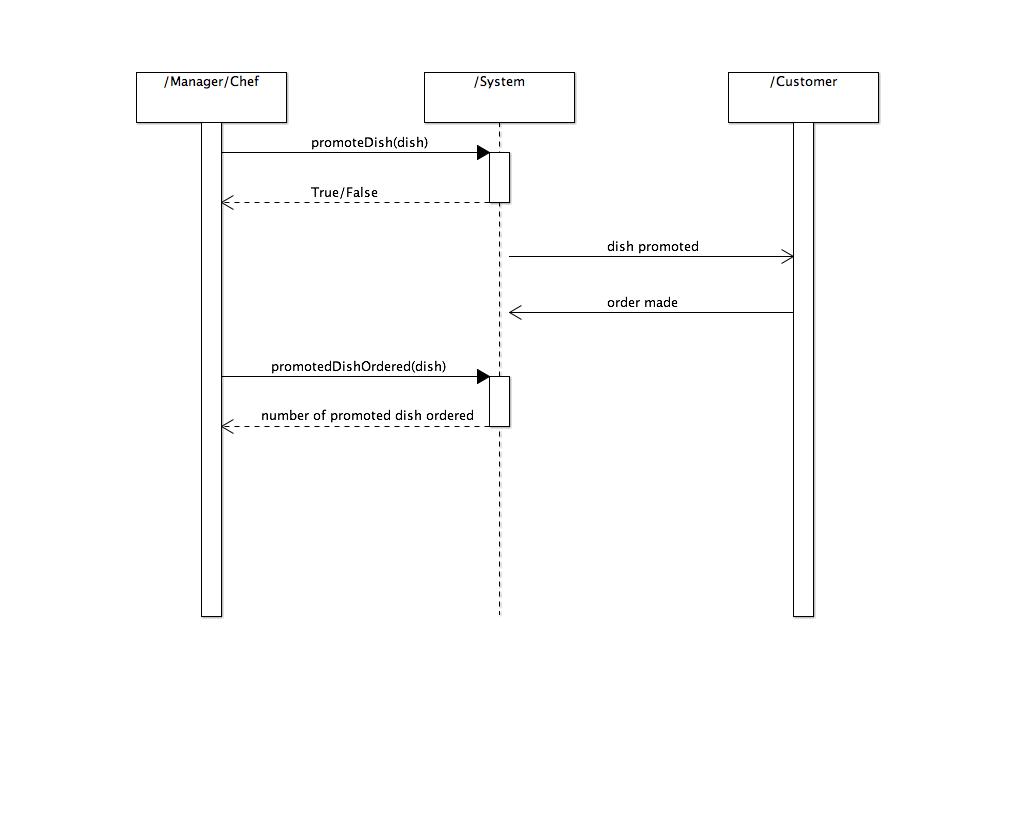 /Manager/Chef
/System
/Customer
promoteDish(dish)
True/False
dish promoted
order made
promotedDishOrdered(dish)
number of promoted dish ordered